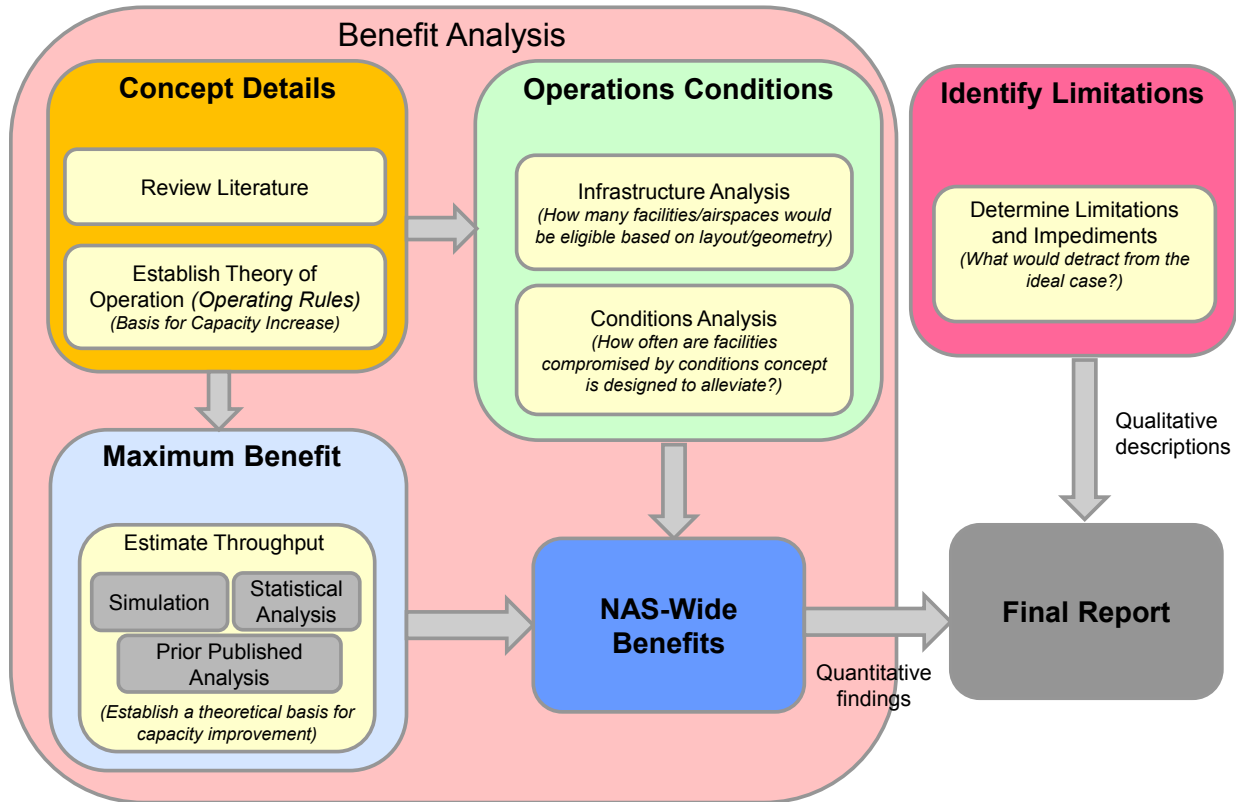 Benefit Analysis
Concept Details
Review Literature
Establish Theory of
Operation (Operating Rules)
(Basis for Capacity Increase)
Operations Conditions
Infrastructure Analysis
(How many facilities/airspaces would
be eligible based on layout/geometry)
Conditions Analysis
(How often are facilities
compromised by conditions concept
is designed to alleviate?)
Identify Limitations
Determine Limitations
and Impediments
(What would detract from the
ideal case?)
Qualitative
descriptions
Maximum Benefit
Estimate Throughput
Simulation
Statistical
Analysis
Prior Published
Analysis
(Establish a theoretical basis for
capacity improvement)
NAS-Wide
Benefits
Quantitative
findings
Final Report